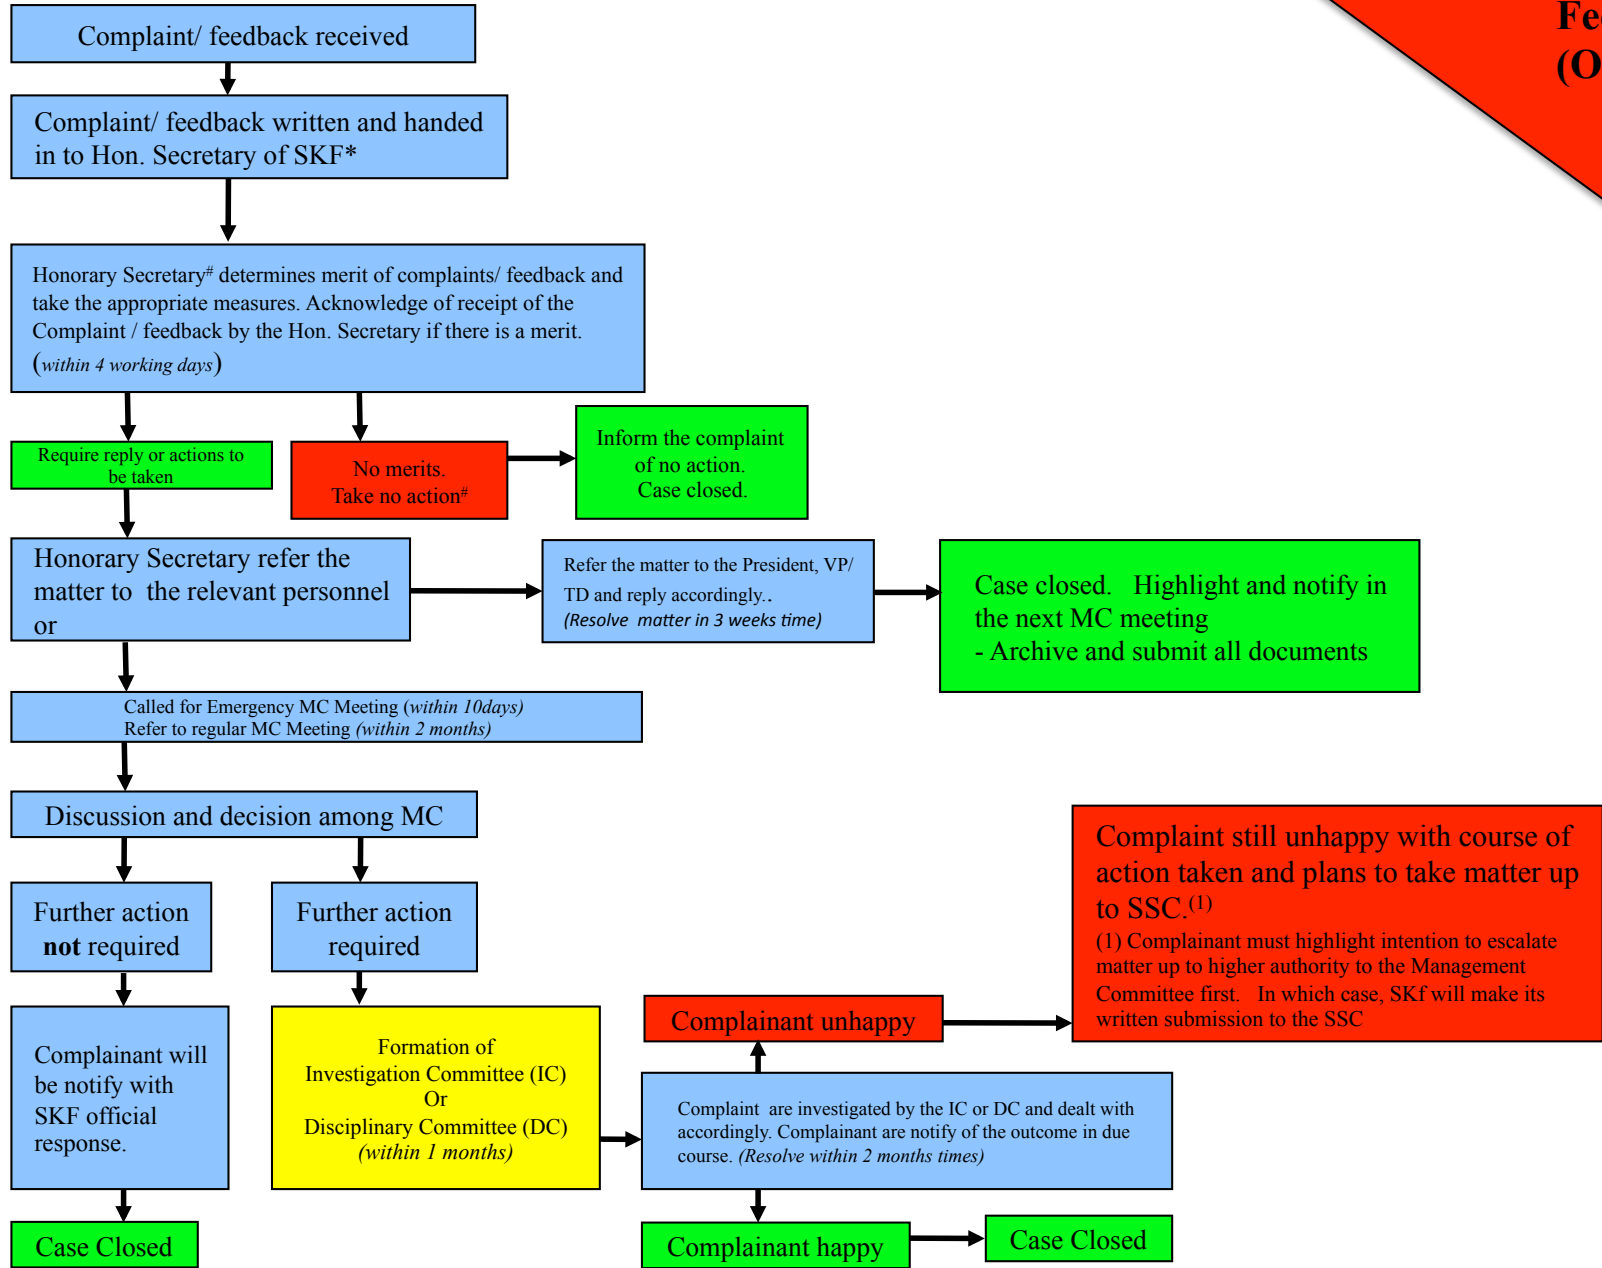 Fe
(O
Complaint/ feedback received
Complaint/ feedback written and handed
in to Hon. Secretary of SKF*
Honorary Secretary# determines merit of complaints/ feedback and
take the appropriate measures. Acknowledge of receipt of the
Complaint / feedback by the Hon. Secretary if there is a merit.
(within 4 working days)
Require reply or actions to
be taken
No merits.
Take no action#
Inform the complaint
of no action.
Case closed.
Honorary Secretary refer the
matter to the relevant personnel
or
Refer the matter to the President, VP/
TD and reply accordingly..
(Resolve matter in 3 weeks time)
Case closed. Highlight and notify in
the next MC meeting
- Archive and submit all documents
Called for Emergency MC Meeting (within 10days)
Refer to regular MC Meeting (within 2 months)
Discussion and decision among MC
Further action
not required
Further action
required
Complainant will
be notify with
SKF official
response.
Formation of
Investigation Committee (IC)
Or
Disciplinary Committee (DC)
(within 1 months)
Complainant unhappy
Complaint still unhappy with course of
action taken and plans to take matter up
to SSC.(1)
(1) Complainant must highlight intention to escalate
matter up to higher authority to the Management
Committee first. In which case, SKf will make its
written submission to the SSC
Complaint are investigated by the IC or DC and dealt with
accordingly. Complainant are notify of the outcome in due
course. (Resolve within 2 months times)
Case Closed
Complainant happy
Case Closed